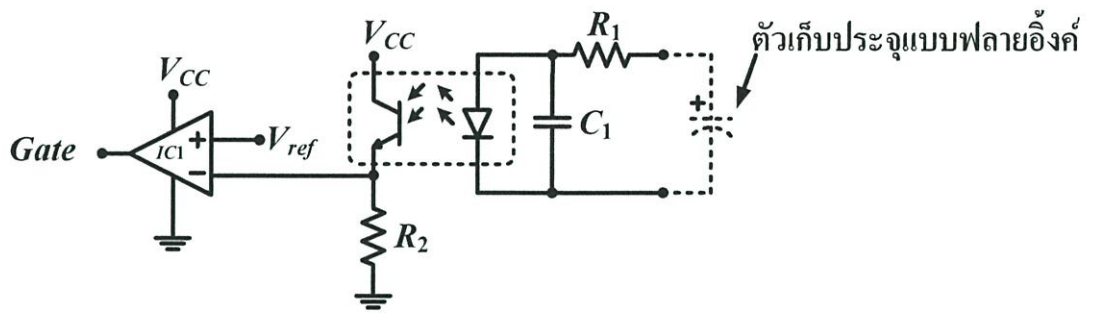 R1
ตัวเก็บประจุแบบฟลายอิ้งค์
VCC
VCC
+
Gate
IC1
+
Vref
C1
−
R2